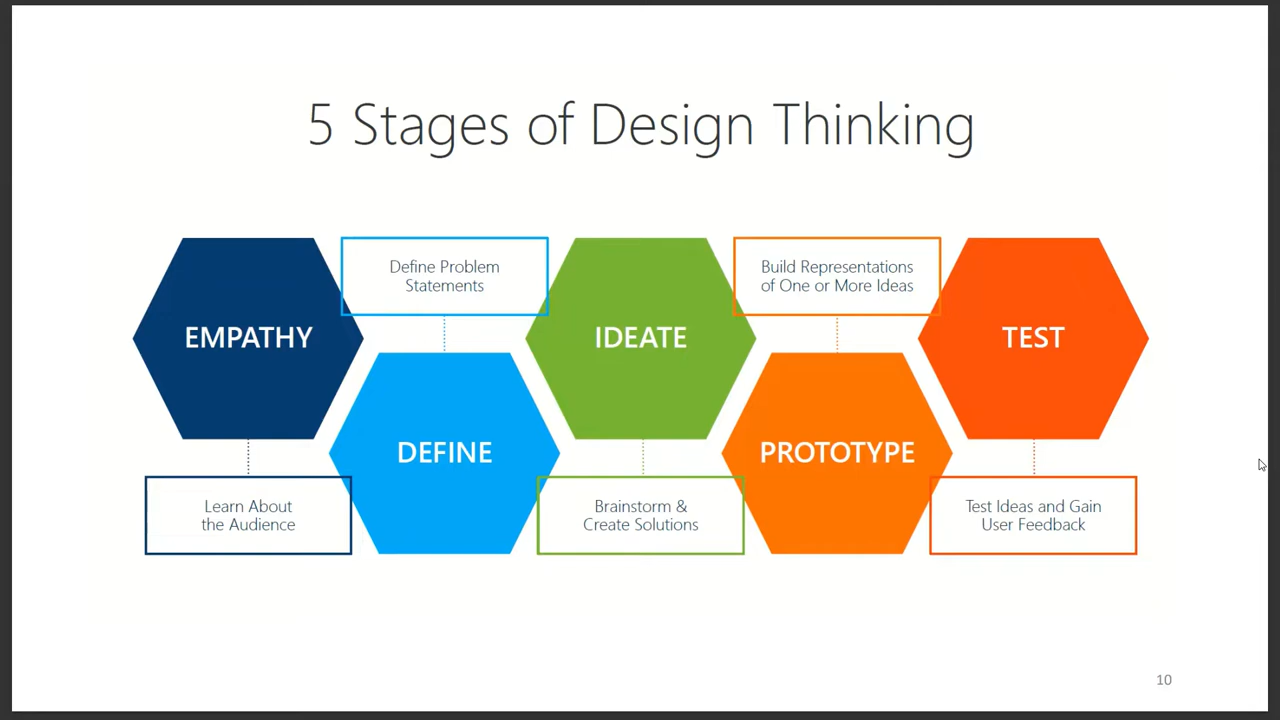 5 Stages of Design Thinking
EMPATHY
Learn About
the Audience
Define Problem
Statements
DEFINE
IDEATE
Brainstorm &
Create Solutions
Build Representations
of One or More Ideas
PROTOTYPE
TEST
Test Ideas and Gain
User Feedback
10